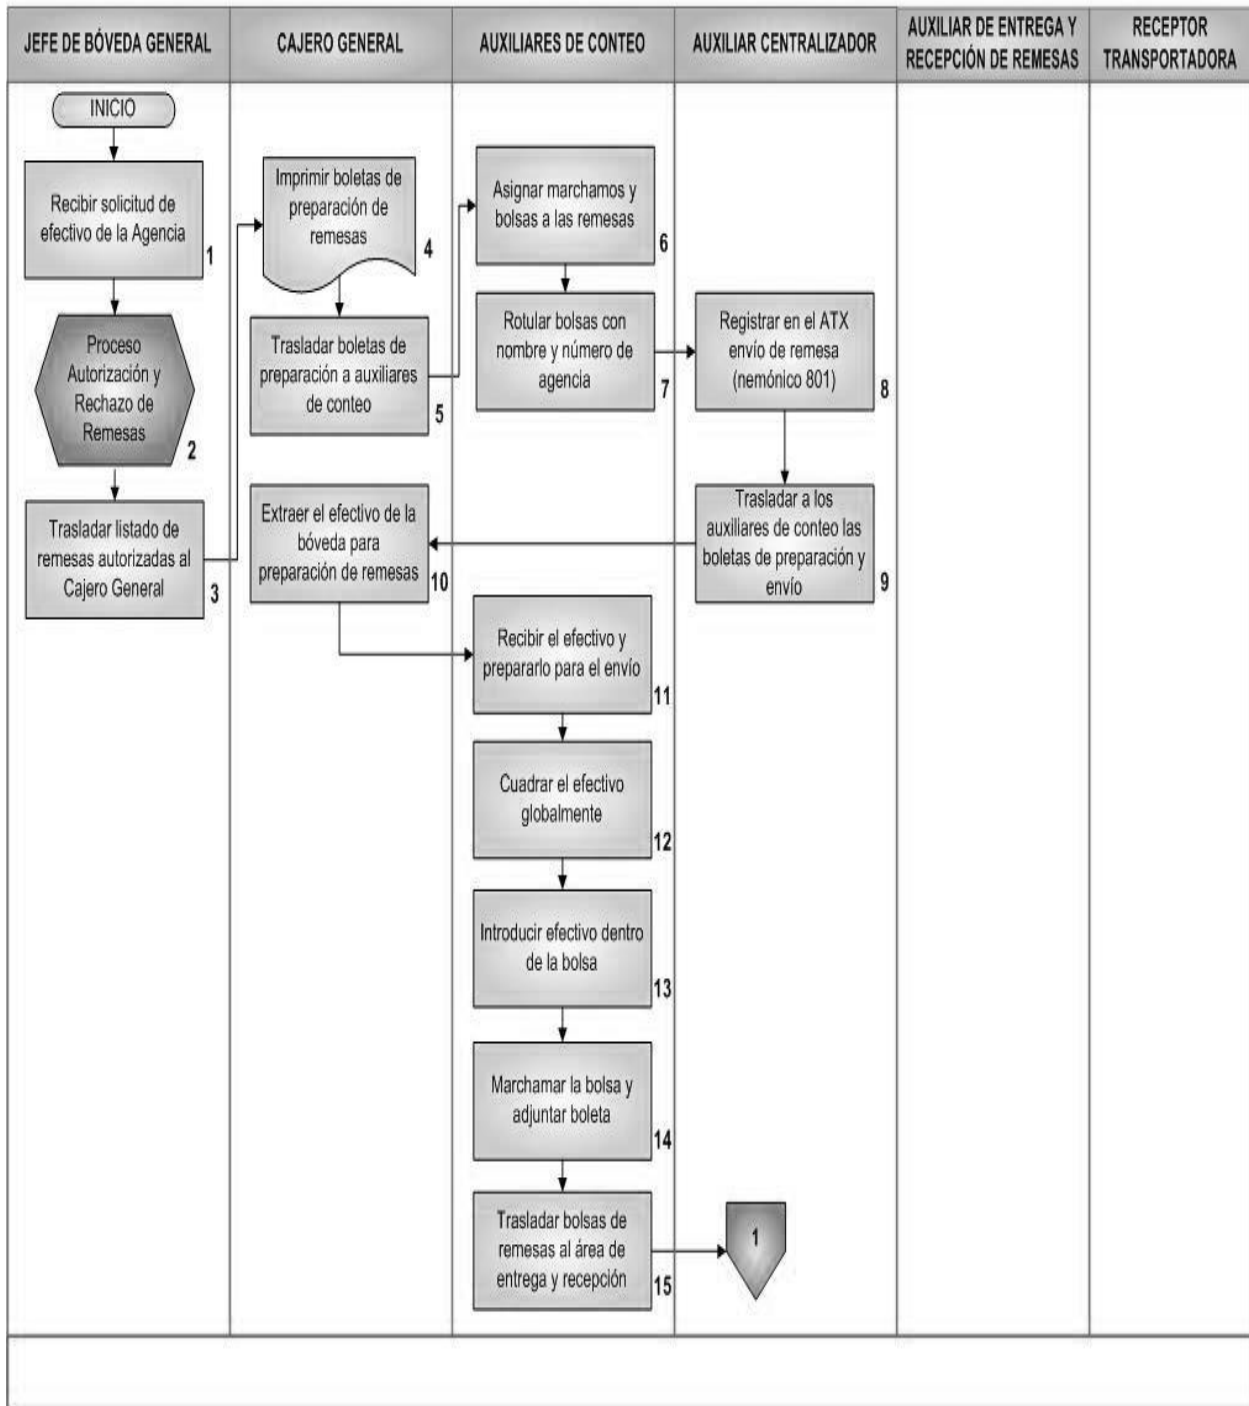 JEFE DE BÓVEDA GENERAL
CAJERO GENERAL
AUXILIARES DE CONTEO
AUXILIAR CENTRALIZADOR
AUXILIAR DE ENTREGA Y
RECEPCIÓN DE REMESAS
RECEPTOR
TRANSPORTADORA
INICIO
Recibir solicitud de
efectivo de la Agencia
1
Proceso
Autorización y
Rechazo de
Remesas
2
Trasladar listado de
remesas autorizadas al
Cajero General
3
Imprimir boletas de
preparación de
remesas
4
Trasladar boletas de
preparación a auxiliares
de conteo
5
Asignar marchamos y
bolsas a las remesas
6
Rotular bolsas con
nombre y número de
agencia
7
Registrar en el ATX
envío de remesa
(nemónico 801)
8
Trasladar a los
auxiliares de conteo las
boletas de preparación y
envío
9
Extraer el efectivo de la
bóveda para
preparación de remesas
10
Recibir el efectivo y
prepararlo para el envío
11
Cuadrar el efectivo
globalmente
12
Introducir efectivo dentro
de la bolsa
13
Marchamar la bolsa y
adjuntar boleta
14
Trasladar bolsas de
remesas al área de
entrega y recepción
15
1